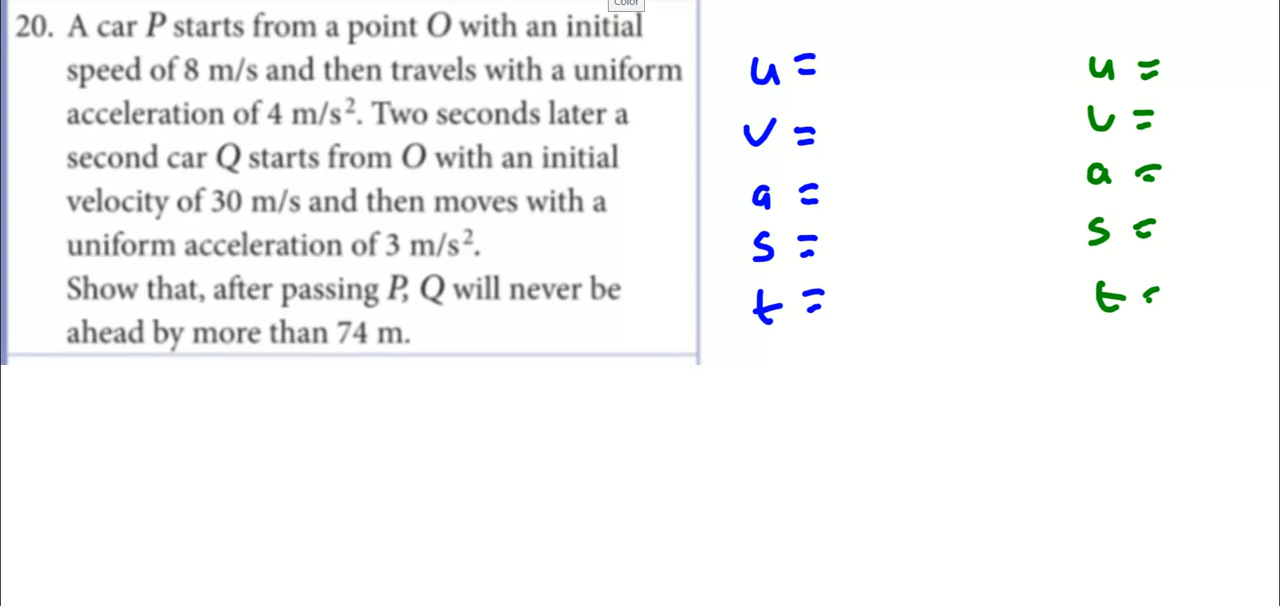 Color
20. A car P starts from a point O with an initial
speed of 8 m/s and then travels with a uniform
acceleration of 4 m/s². Two seconds later a
second car Q starts from O with an initial
velocity of 30 m/s and then moves with a
uniform acceleration of 3 m/s².
Show that, after passing P, Q will never be
ahead by more than 74 m.
u =
v =
a =
s =
t =
u =
v =
a =
s =
t =